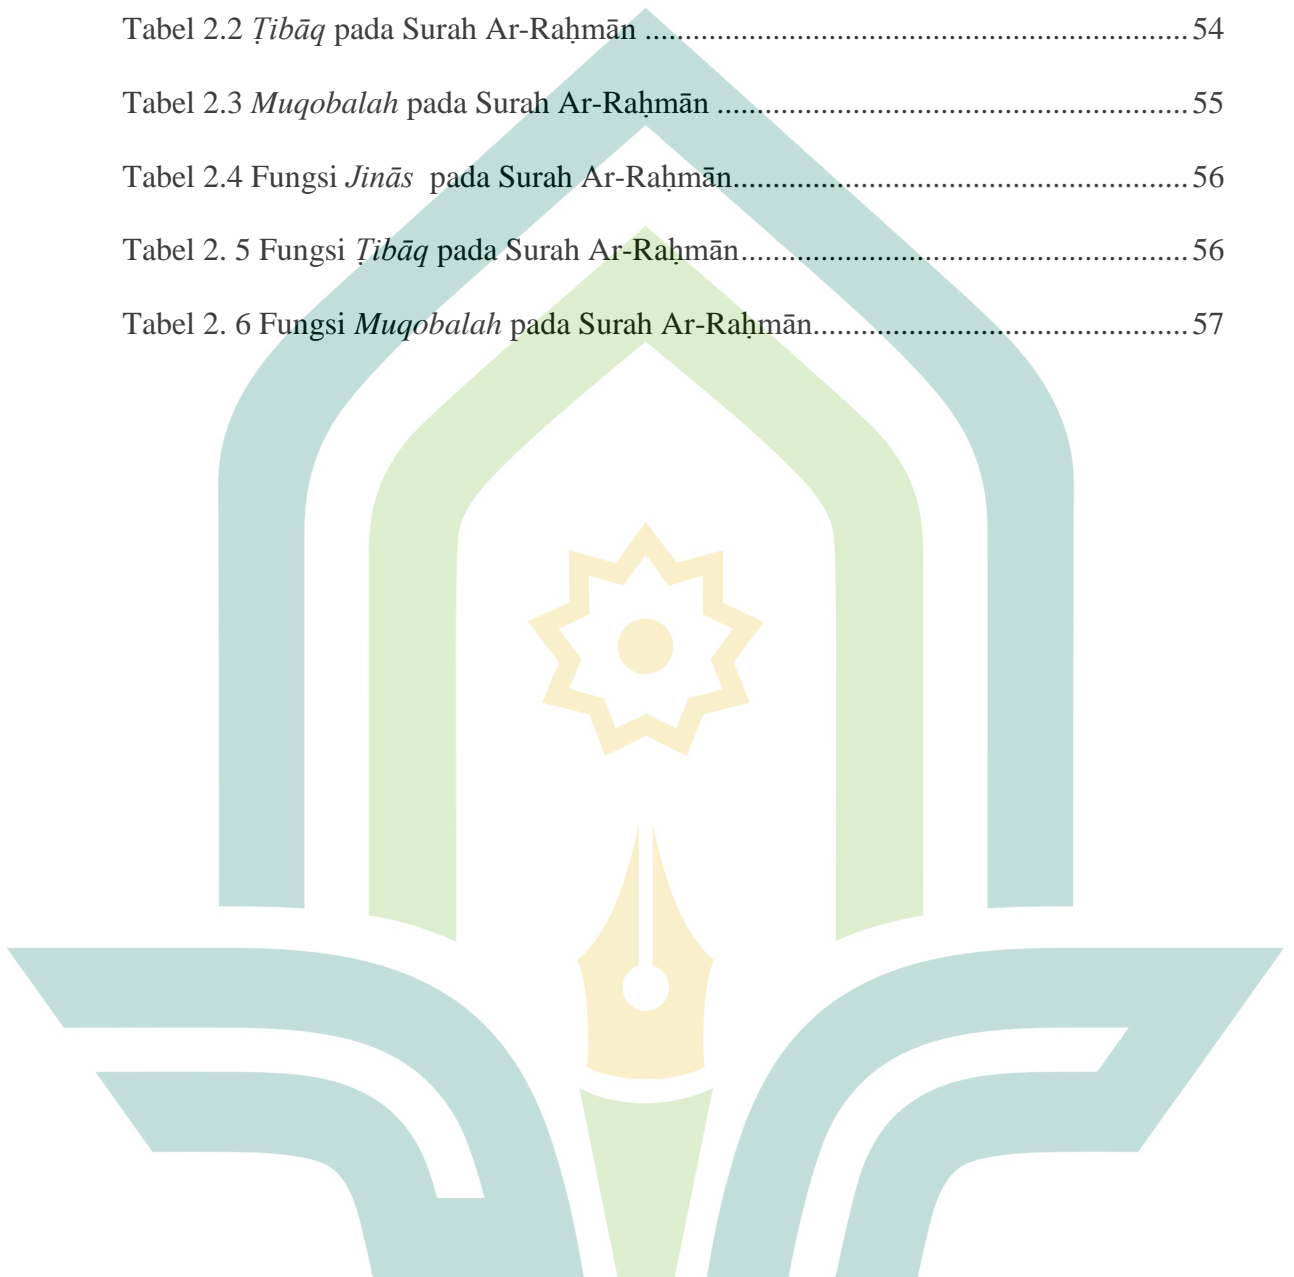 Tabel 2.2 Ṭibāq pada Surah Ar-Raḥmān .................................................................... 54
Tabel 2.3 Muqobalah pada Surah Ar-Raḥmān ........................................................... 55
Tabel 2.4 Fungsi Jinās  pada Surah Ar-Raḥmān......................................................... 56
Tabel 2. 5 Fungsi Ṭibāq pada Surah Ar-Raḥmān........................................................ 56
Tabel 2. 6 Fungsi Muqobalah pada Surah Ar-Raḥmān............................................... 57